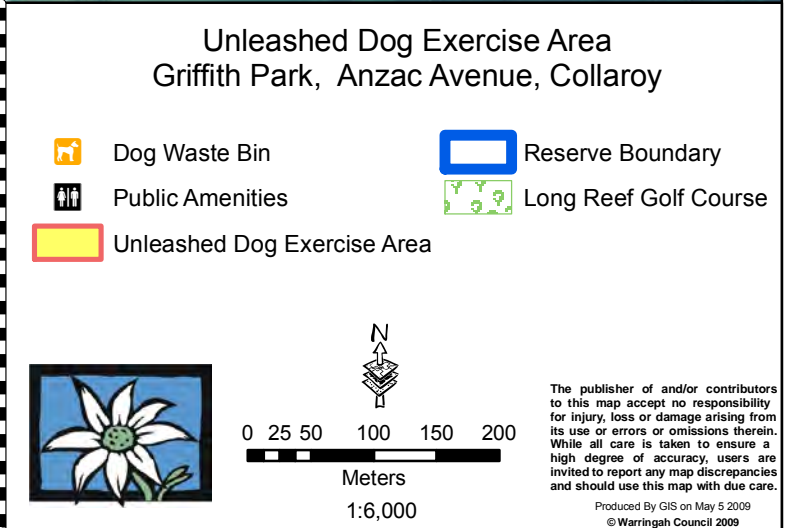 Unleashed Dog Exercise Area
Griffith Park, Anzac Avenue, Collaroy
Dog Waste Bin
Reserve Boundary
Public Amenities
Long Reef Golf Course
Unleashed Dog Exercise Area
N
0 25 50 100 150 200
Meters
1:6,000
The publisher of and/or contributors
to this map accept no responsibility
for injury, loss or damage arising from
its use or errors or omissions therein.
While all care is taken to ensure a
high degree of accuracy, users are
invited to report any map discrepancies
and should use this map with due care.
Produced By GIS on May 5 2009
© Warringah Council 2009